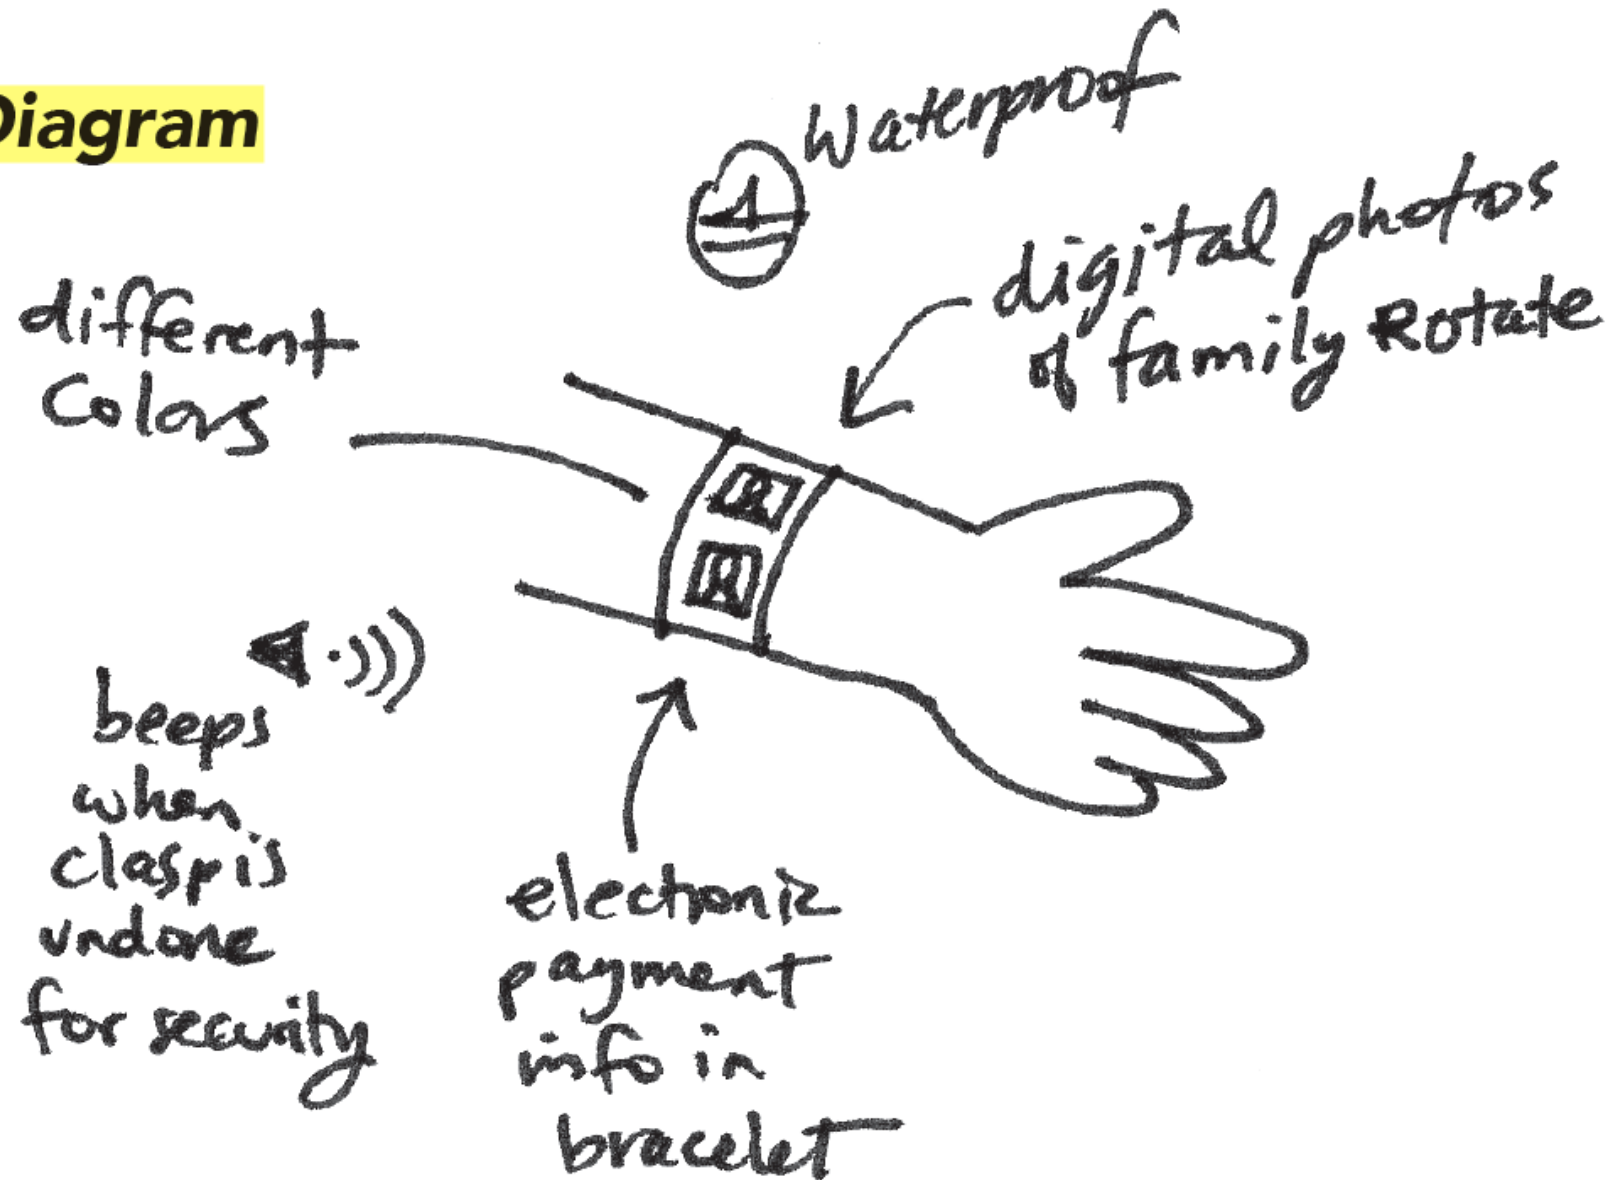 Diagram
Waterproof
digital photos
of family Rotate
different
Colors
beeps
when
clasp is
undone
for security
electronic
payment
info in
bracelet